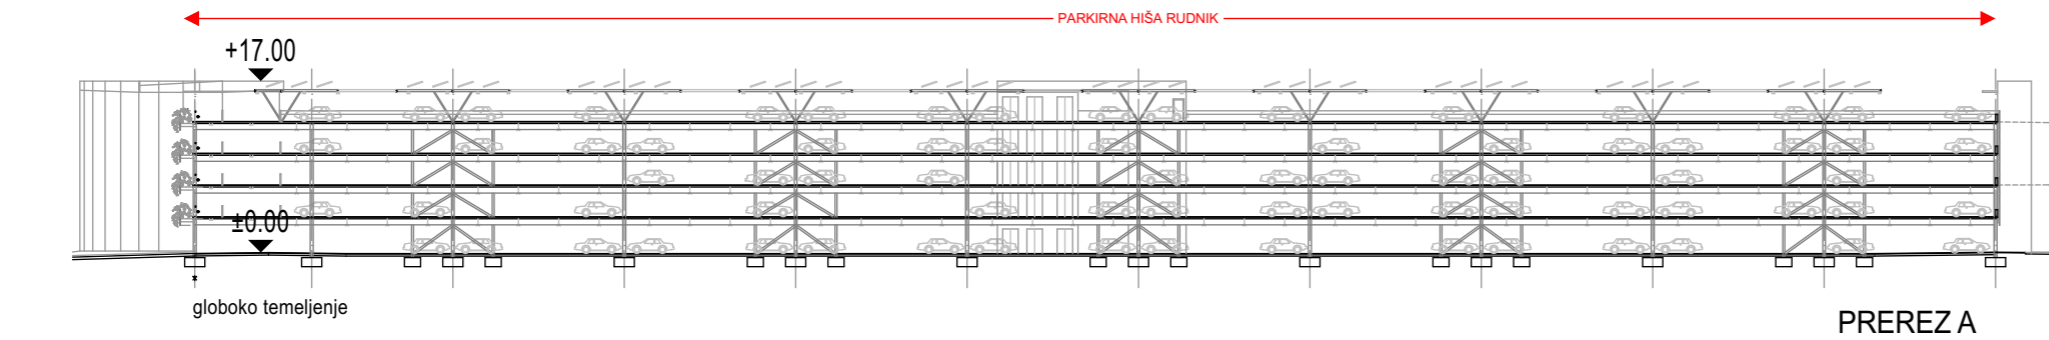 PARKIRNA HIŠA RUDNIK
+17.00
±0.00
globoko temeljenje
PREREZ A